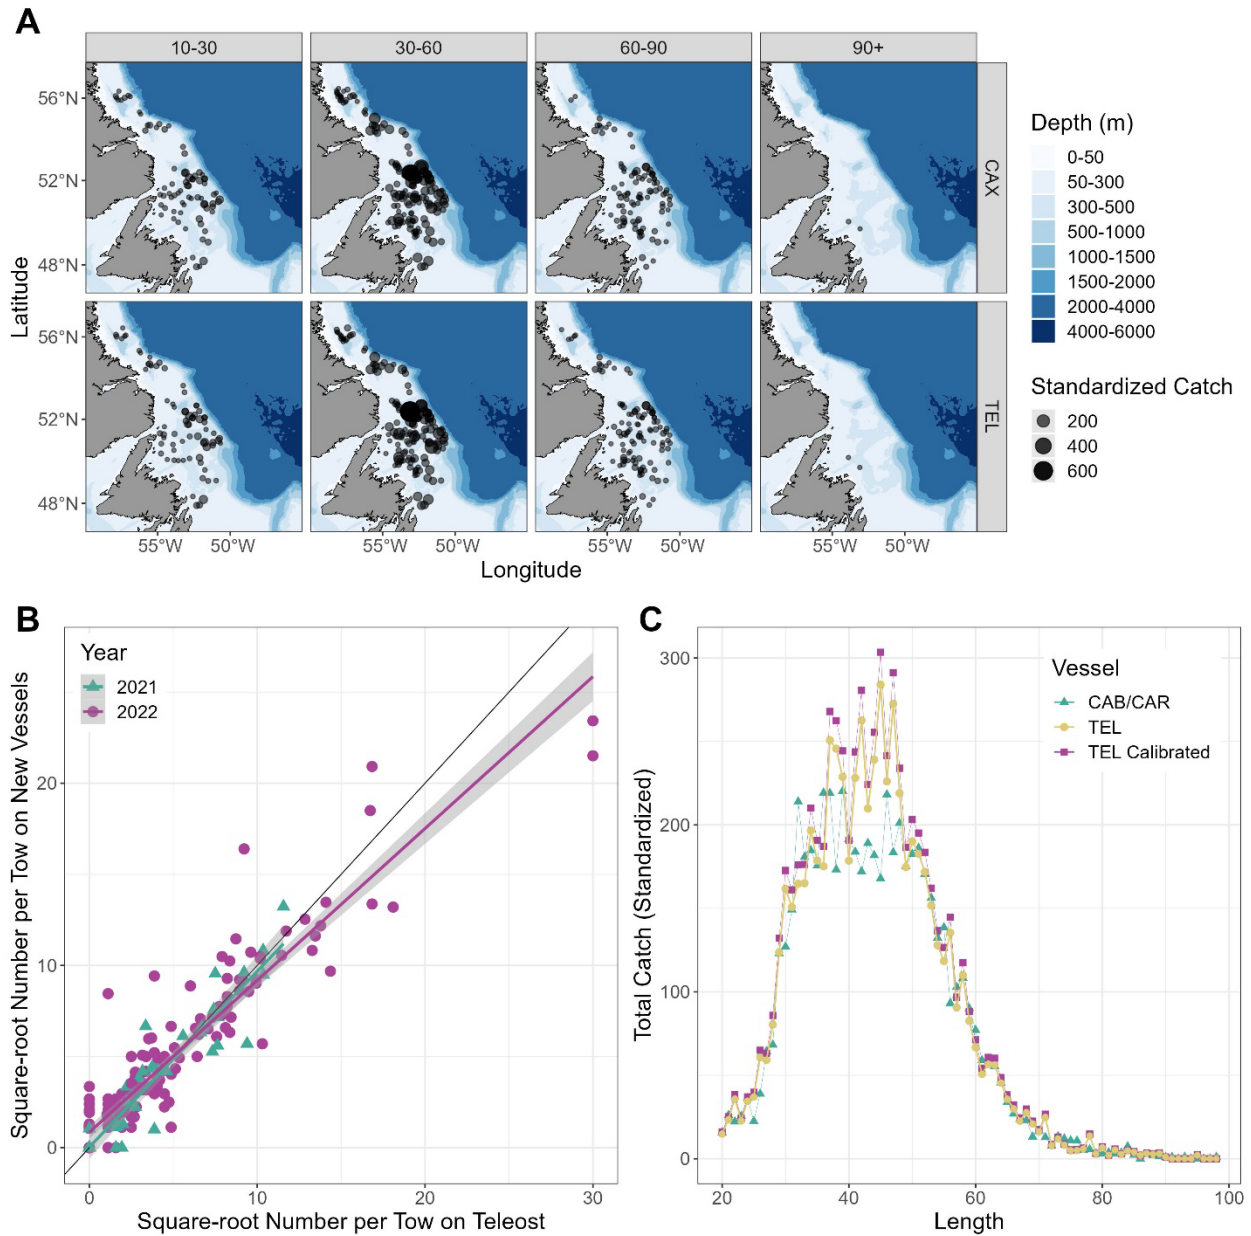 A
10-30
30-60
60-90
90+
56°N
52°N
48°N
CAX
56°N
52°N
48°N
TEL
55°W
50°W
55°W
50°W
55°W
50°W
55°W
50°W
Latitude
Longitude
Depth (m)
0-50
50-300
300-500
500-1000
1000-1500
1500-2000
2000-4000
4000-6000
Standardized Catch
200
400
600
B
Year
2021
2022
20
10
0
0
10
20
30
Square-root Number per Tow on New Vessels
Square-root Number per Tow on Teleost
C
Vessel
CAB/CAR
TEL
TEL Calibrated
300
200
100
0
20
40
60
80
100
Total Catch (Standardized)
Length